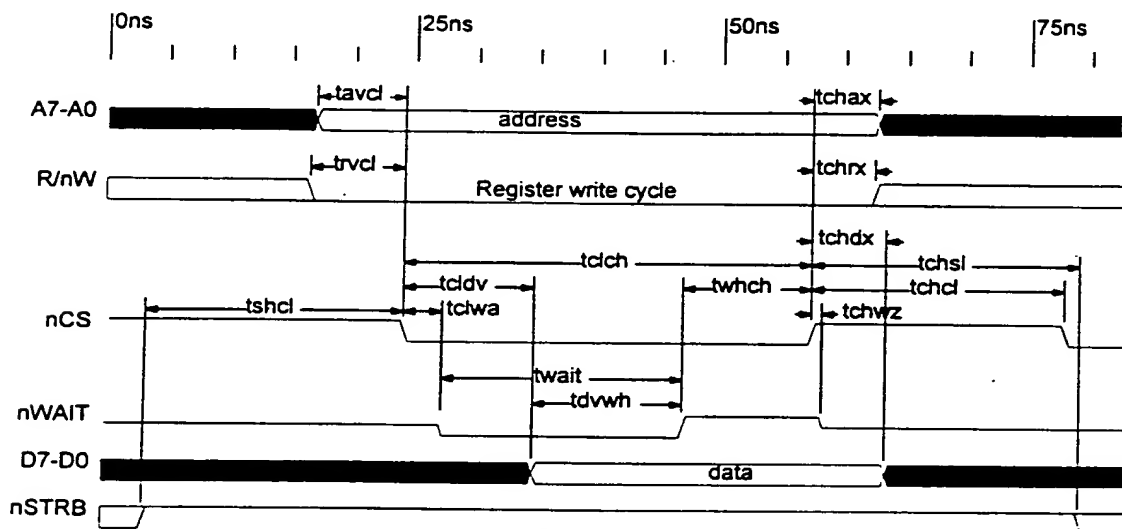 0ns 25ns 50ns 75ns
tavcl tchax
A7-A0 address
trvcl tchrx
R/nW Register write cycle
tchdx
tclch tchsl
tcldv twhch tchcl
tshcl tclwa tchwz
nCS
twait
nWAIT tdvwh
D7-D0 data
nSTRB